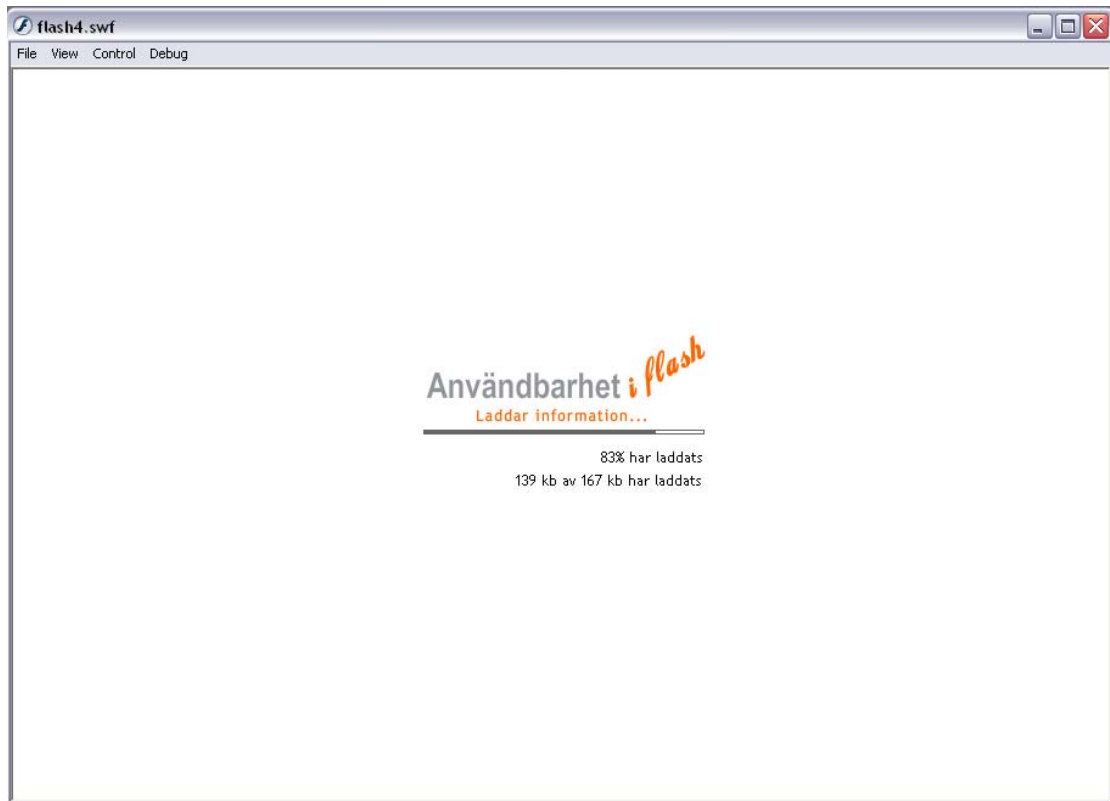 flash4.swf
File View Control Debug
Användbarhet i flash
Laddar information...
83% har laddats
139 kb av 167 kb har laddats